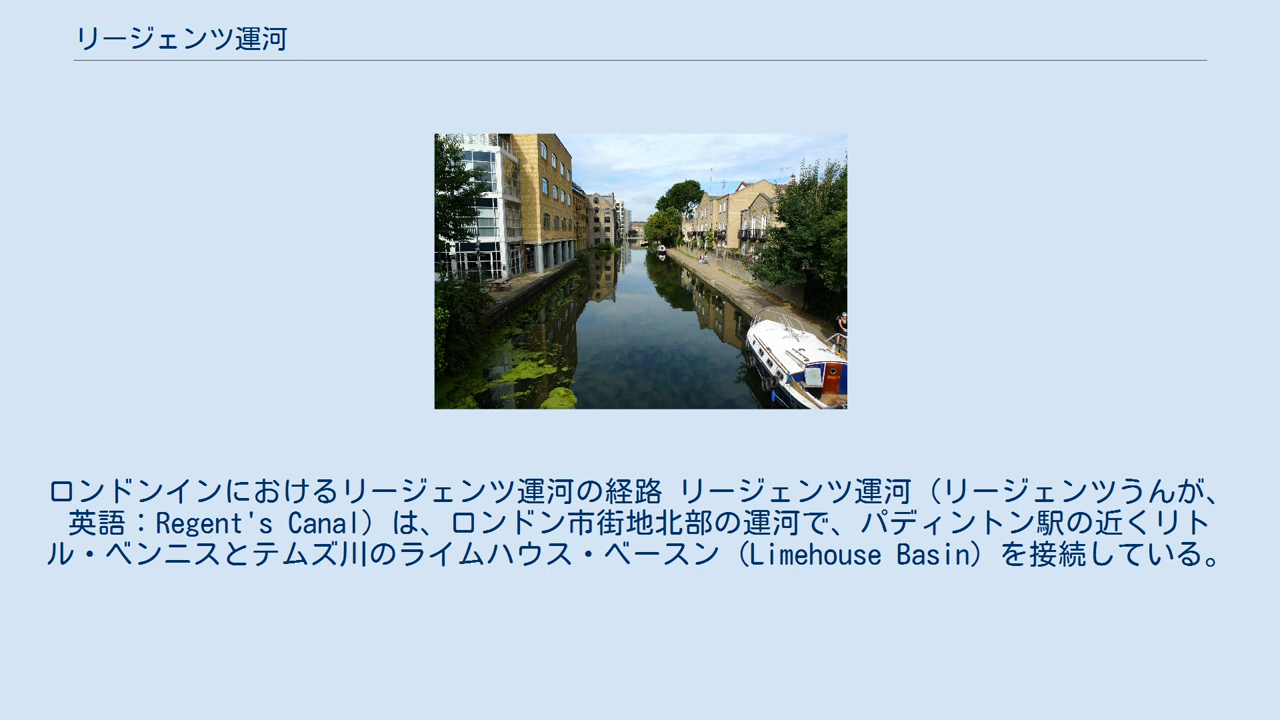 リージェンツ運河
ロンドンインにおけるリージェンツ運河の経路 リージェンツ運河（リージェンツうんが、
英語：Regent's Canal）は、ロンドン市街地北部の運河で、パディントン駅の近くリト
ル・ベンニスとテムズ川のライムハウス・ベースン（Limehouse Basin）を接続している。